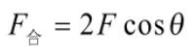 F合 = 2F cosθ